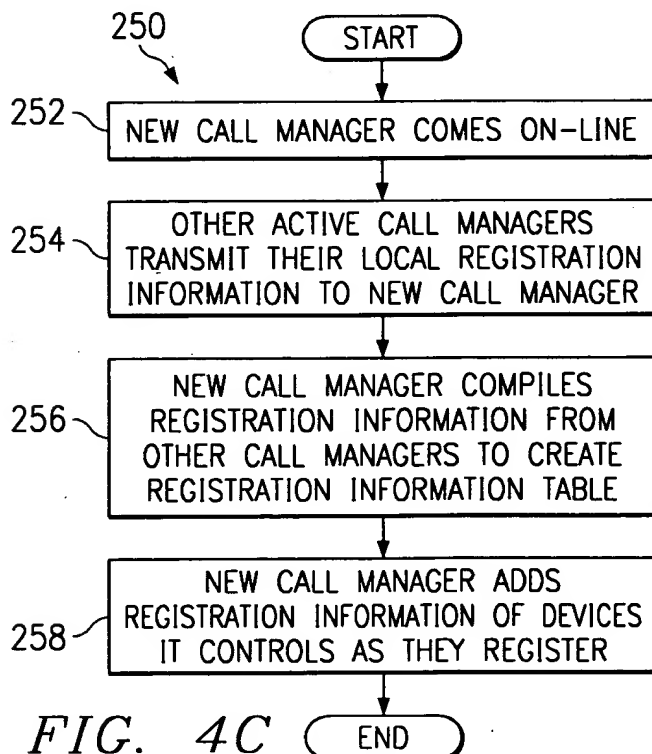 250
START
252
NEW CALL MANAGER COMES ON-LINE
254
OTHER ACTIVE CALL MANAGERS
TRANSMIT THEIR LOCAL REGISTRATION
INFORMATION TO NEW CALL MANAGER
256
NEW CALL MANAGER COMPILES
REGISTRATION INFORMATION FROM
OTHER CALL MANAGERS TO CREATE
REGISTRATION INFORMATION TABLE
258
NEW CALL MANAGER ADDS
REGISTRATION INFORMATION OF DEVICES
IT CONTROLS AS THEY REGISTER
FIG. 4C
END